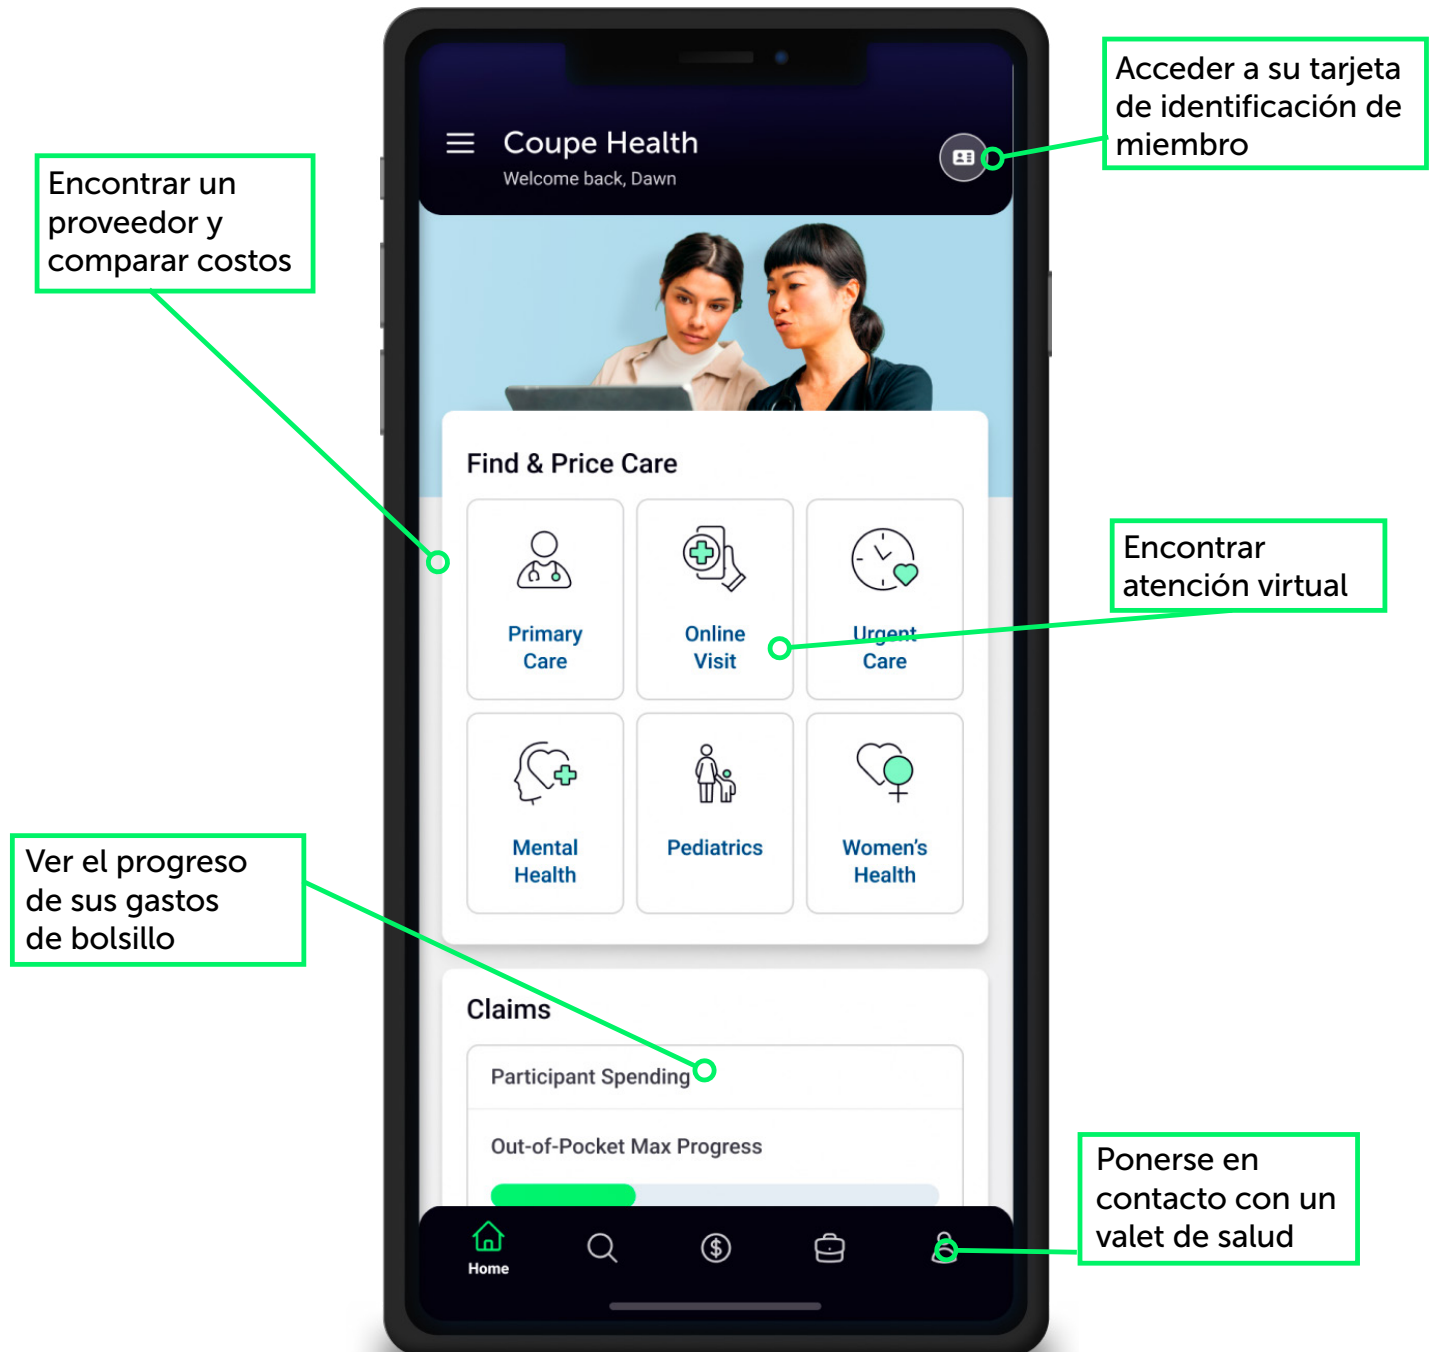 Acceder a su tarjeta
de identificación de
miembro
Encontrar un
proveedor y
comparar costos
Coupe Health
Welcome back, Dawn
Find & Price Care
Primary
Care
Online
Visit
Urgent
Care
Encontrar
atención virtual
Mental
Health
Pediatrics
Women's
Health
Ver el progreso
de sus gastos
de bolsillo
Claims
Participant Spending
Out-of-Pocket Max Progress
Ponerse en
contacto con un
valet de salud
Home